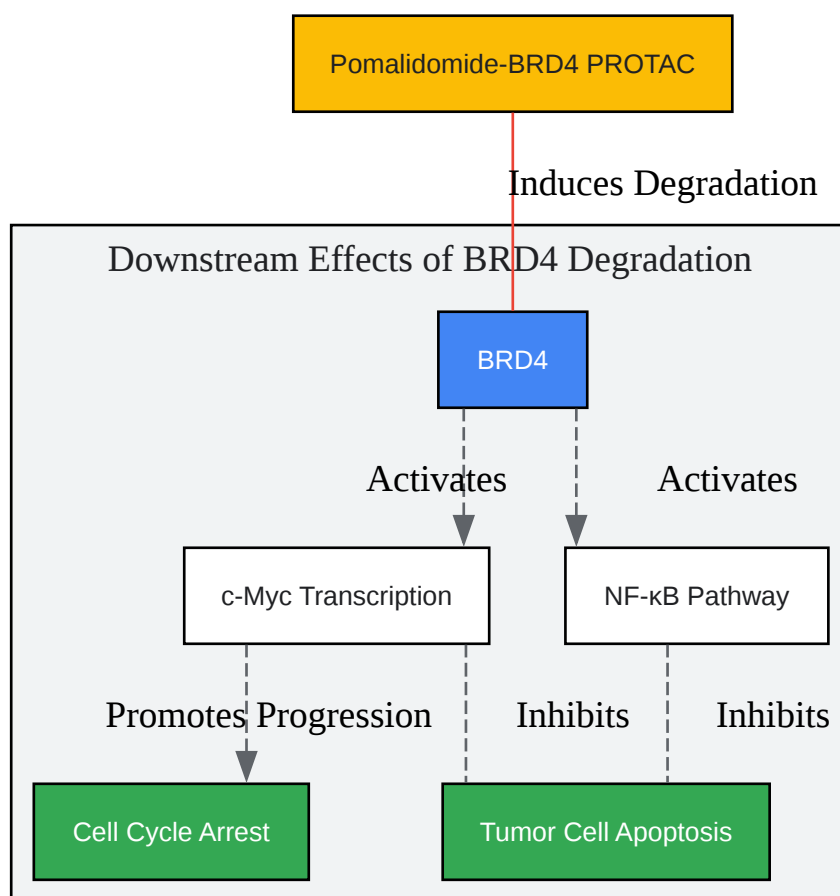 Pomalidomide-BRD4 PROTAC
Induces Degradation
Downstream Effects of BRD4 Degradation
BRD4
Activates
Activates
c-Myc Transcription
NF-κB Pathway
Promotes Progression
Inhibits
Inhibits
Cell Cycle Arrest
Tumor Cell Apoptosis